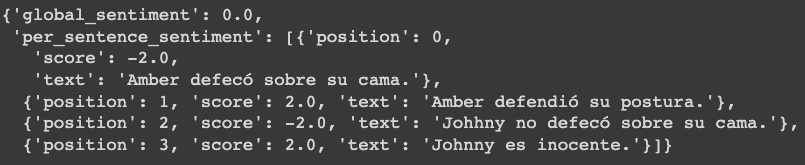 {'global_sentiment': 0.0,
'per_sentence_sentiment': [{'position': 0,
'score': -2.0,
'text': 'Amber defecó sobre su cama.'},
{'position': 1, 'score': 2.0, 'text': 'Amber defendió su postura.'},
{'position': 2, 'score': -2.0, 'text': 'Johhny no defecó sobre su cama.'},
{'position': 3, 'score': 2.0, 'text': 'Johnny es inocente.'}]}